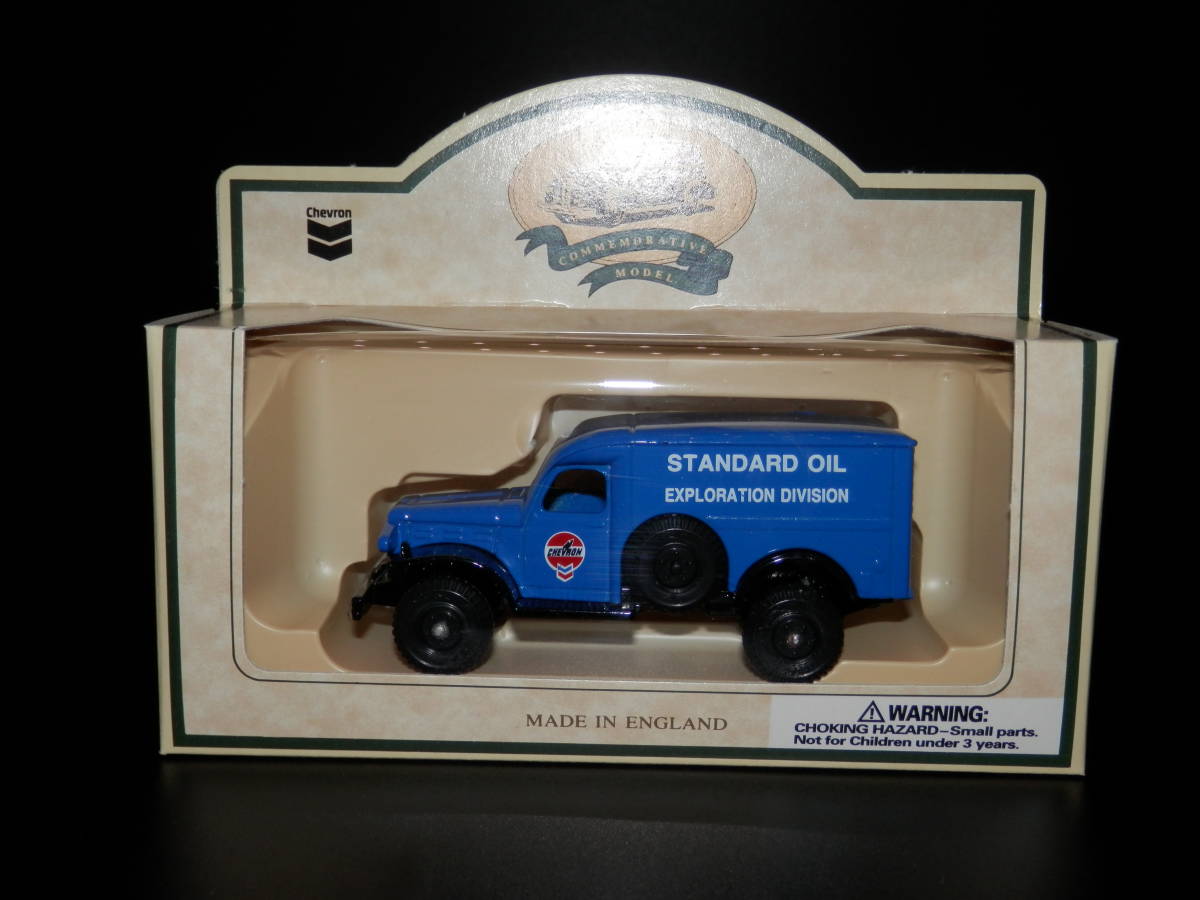 Chevron
COMMEMORATIVE
MODEL
STANDARD OIL
EXPLORATION DIVISION
CHEVRON
MADE IN ENGLAND
WARNING:
CHOKING HAZARD–Small parts.
Not for Children under 3 years.